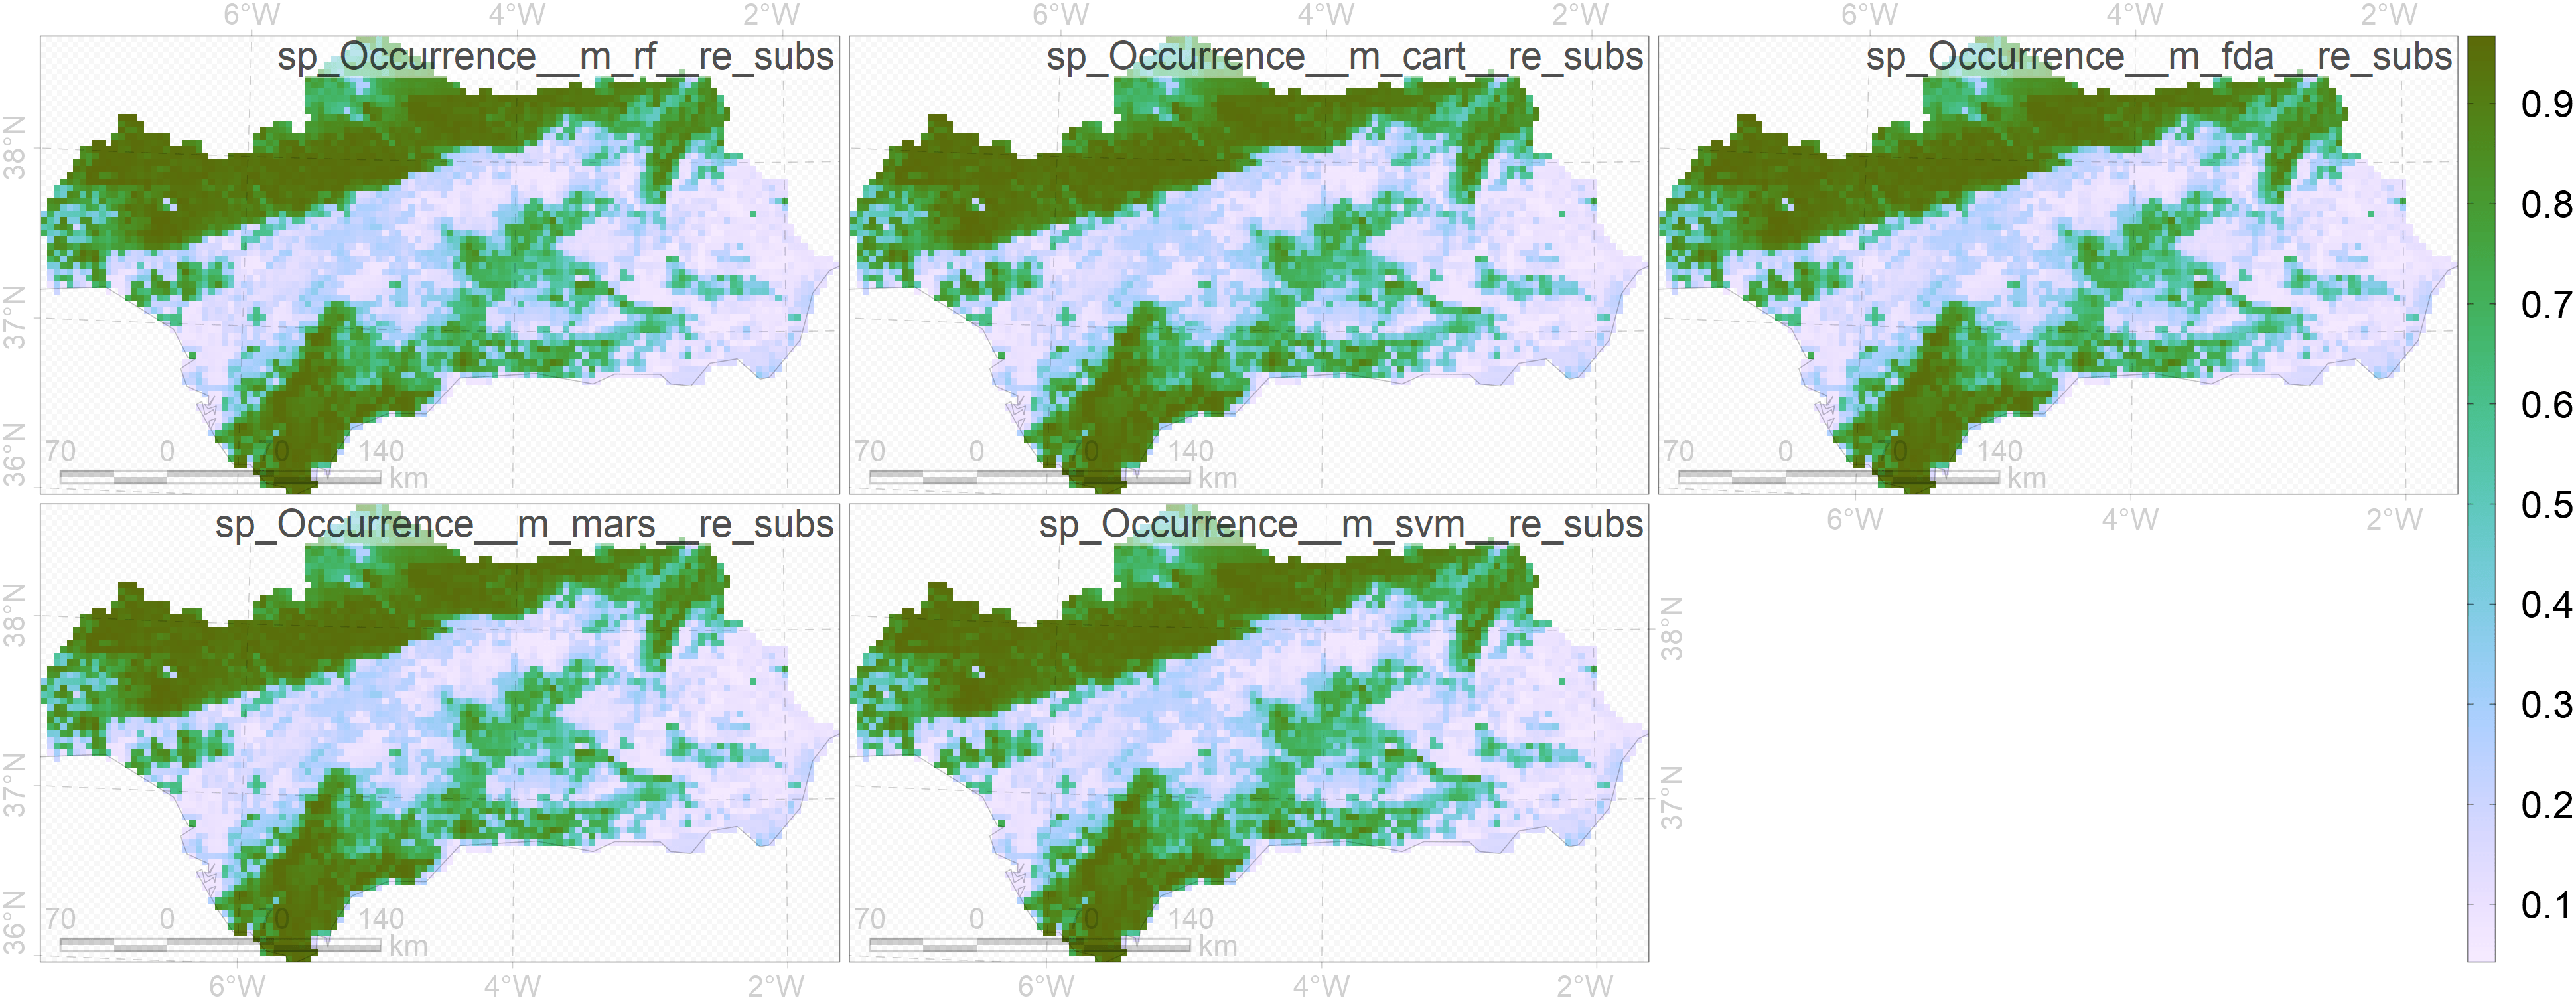 6°W 4°W 2°W 6°W 4°W 2°W 6°W 4°W 2°W
sp_Occurrence__m_rf__re_subs
sp_Occurrence__m_cart__re_subs
sp_Occurrence__m_fda__re_subs
38°N
37°N
36°N
70 0 70 140
km
70 0 70 140
km
70 0 70 140
km
6°W 4°W 2°W
sp_Occurrence__m_mars__re_subs
sp_Occurrence__m_svm__re_subs
38°N
37°N
36°N
38°N
37°N
70 0 70 140
km
70 0 70 140
km
6°W 4°W 2°W 6°W 4°W 2°W
0.9
0.8
0.7
0.6
0.5
0.4
0.3
0.2
0.1